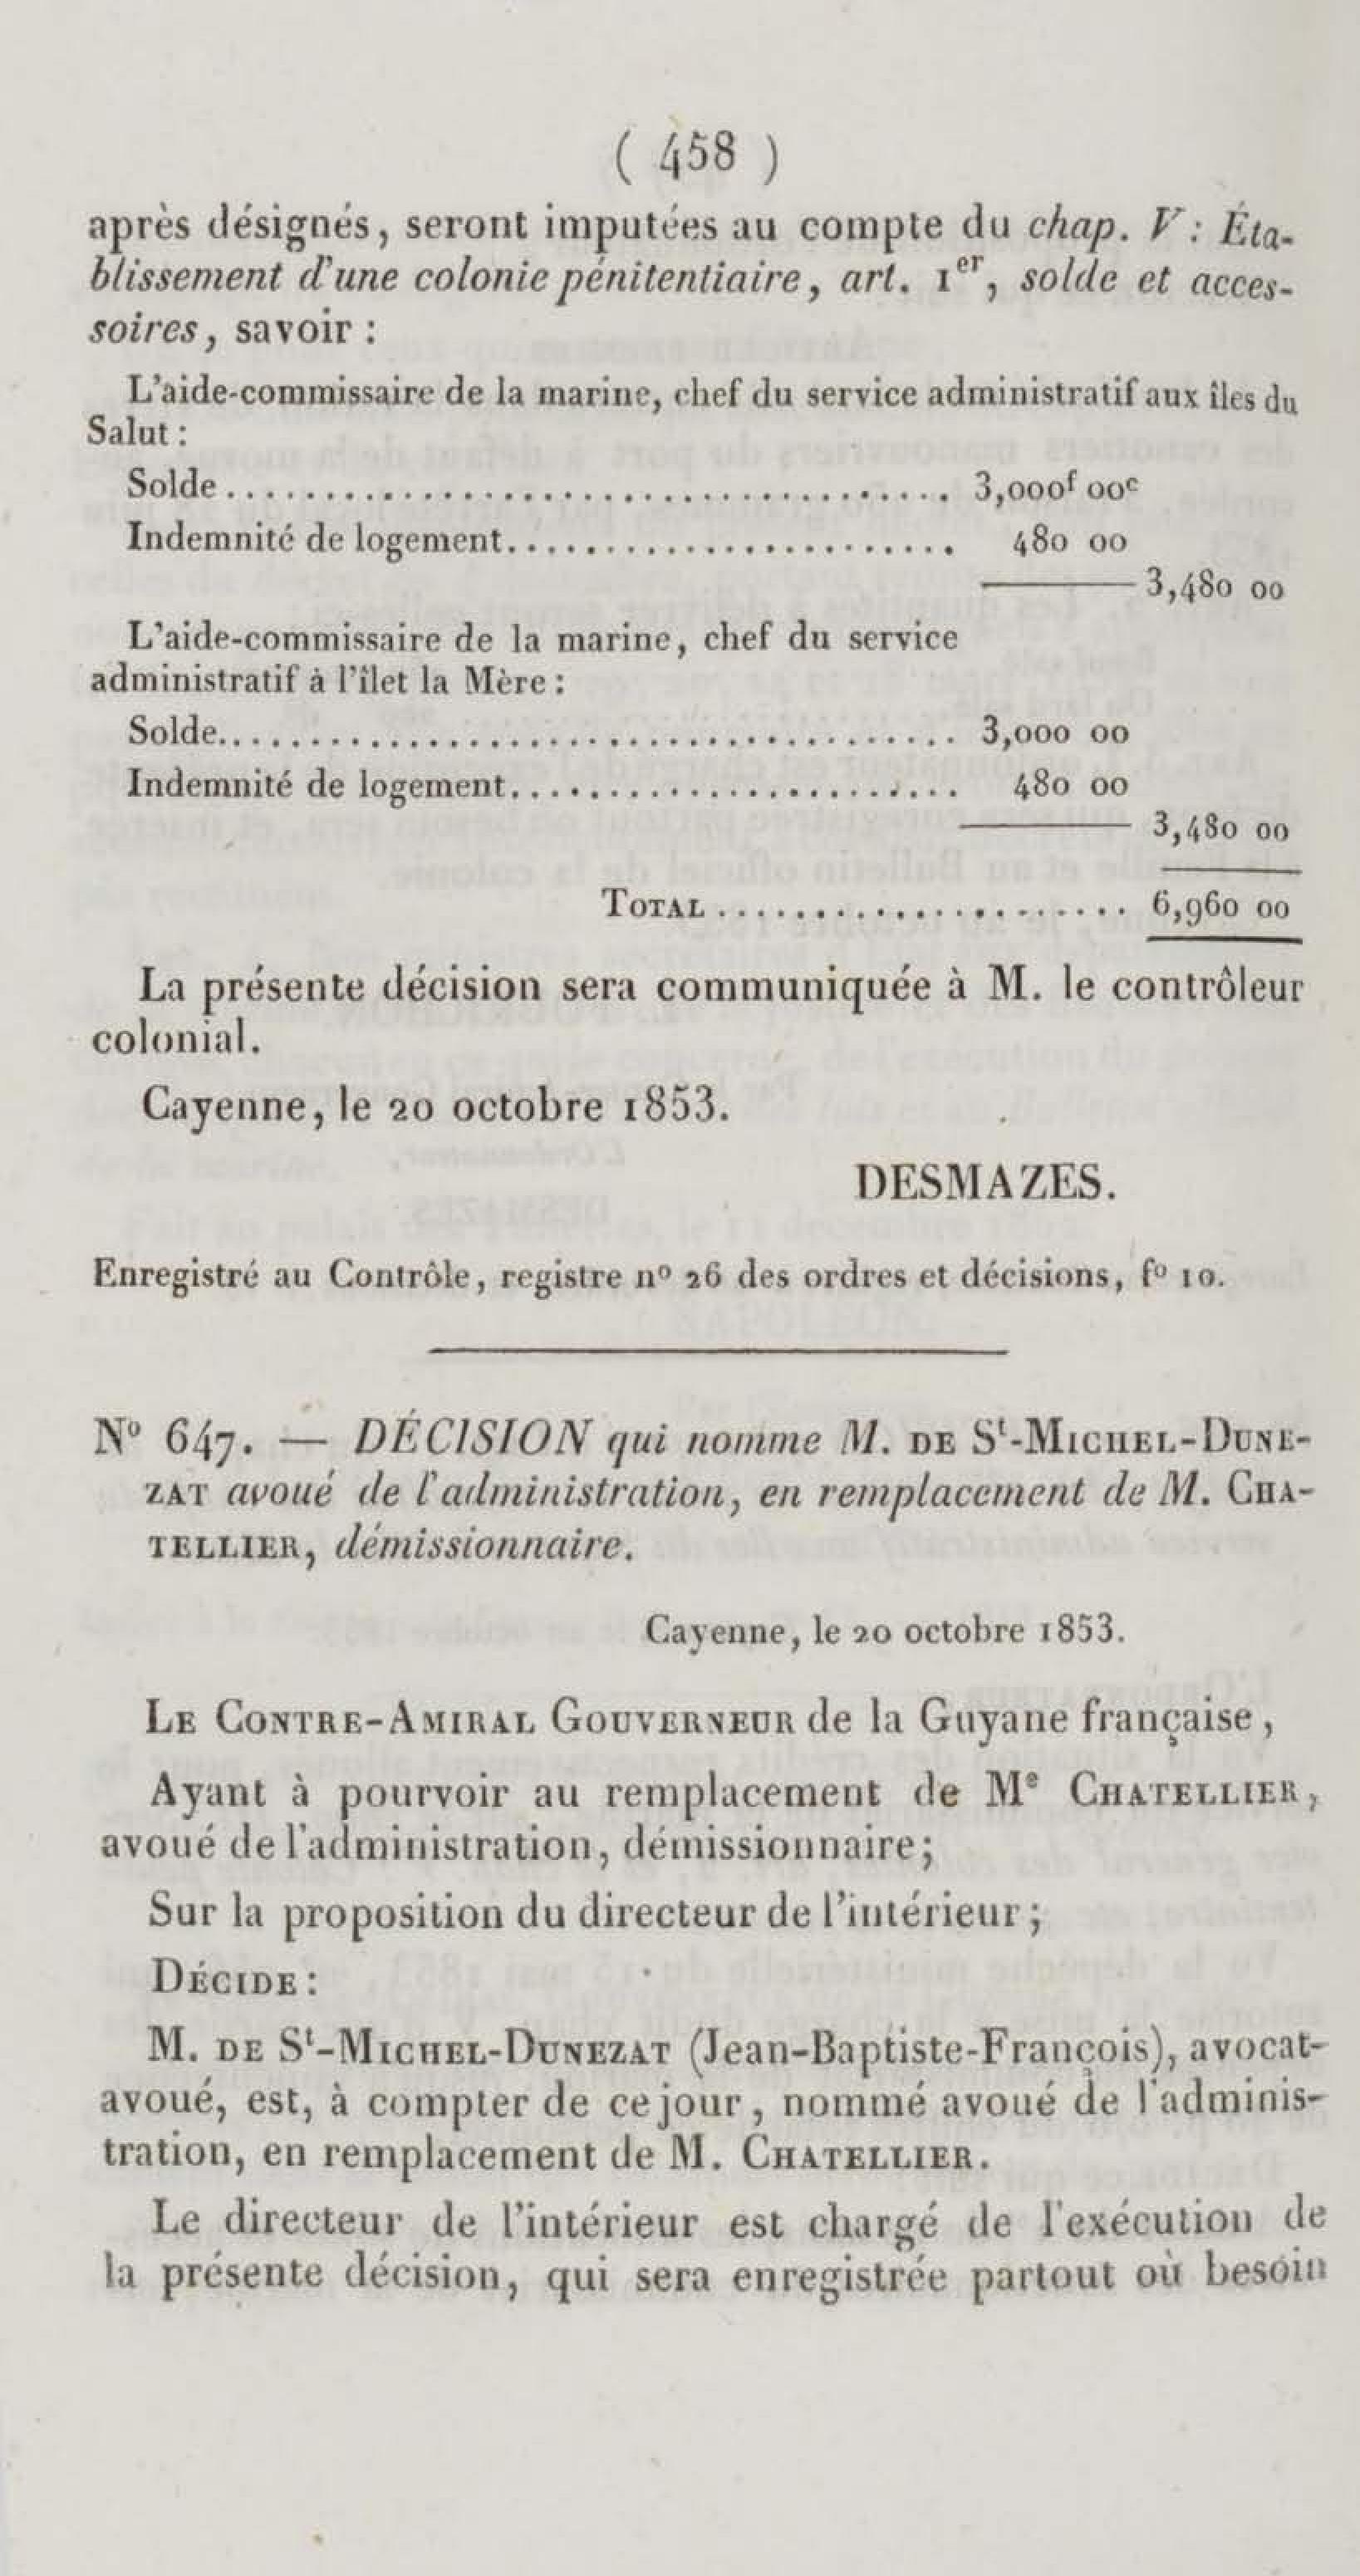 ( 458 )
après désignés, seront imputées au compte du chap. V : Éta-
blissement d'une colonie pénitentiaire, art. 1er, solde et acces-
soires, savoir :
L'aide-commissaire de la marine, chef du service administratif aux îles du
Salut :
Solde.................................... 3,000f 00c
Indemnité de logement....................... 480 00
3,480 00
L'aide-commissaire de la marine, chef du service
administratif à l'îlet la Mère :
Solde..................................... 3,000 00
Indemnité de logement....................... 480 00
3,480 00
TOTAL..................... 6,960 00
La présente décision sera communiquée à M. le contrôleur
colonial.
Cayenne, le 20 octobre 1853.
DESMAZES.
Enregistré au Contrôle, registre n° 26 des ordres et décisions, f° 10.
N° 647. — DÉCISION qui nomme M. DE St-MICHEL-DUNE-
ZAT avoué de l'administration, en remplacement de M. CHA-
TELLIER, démissionnaire.
Cayenne, le 20 octobre 1853.
LE CONTRE-AMIRAL GOUVERNEUR de la Guyane française,
Ayant à pourvoir au remplacement de Me CHATELLIER,
avoué de l'administration, démissionnaire;
Sur la proposition du directeur de l'intérieur;
DÉCIDE :
M. DE St-MICHEL-DUNEZAT (Jean-Baptiste-François), avocat-
avoué, est, à compter de ce jour, nommé avoué de l'adminis-
tration, en remplacement de M. CHATELLIER.
Le directeur de l'intérieur est chargé de l'exécution de
la présente décision, qui sera enregistrée partout où besoin